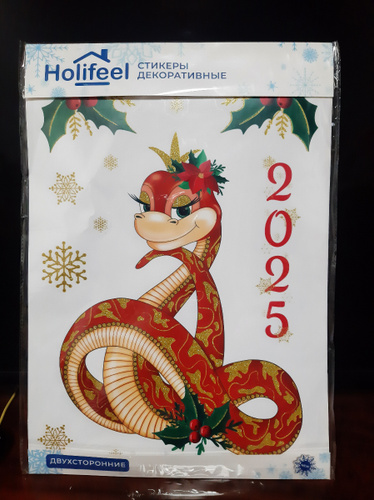 Holifeel
СТИКЕРЫ
ДЕКОРАТИВНЫЕ
2025
ДВУХСТОРОННИЕ